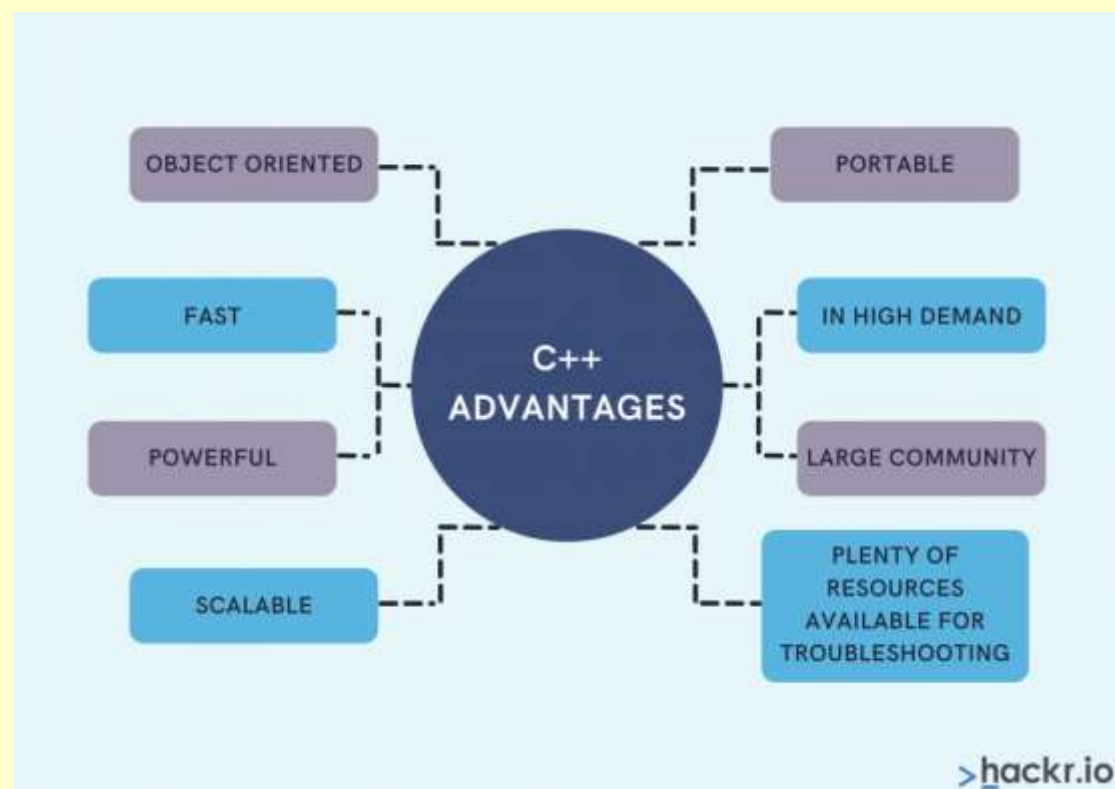 OBJECT ORIENTED
PORTABLE
FAST
IN HIGH DEMAND
C++
ADVANTAGES
POWERFUL
LARGE COMMUNITY
SCALABLE
PLENTY OF
RESOURCES
AVAILABLE FOR
TROUBLESHOOTING
>hackr.io